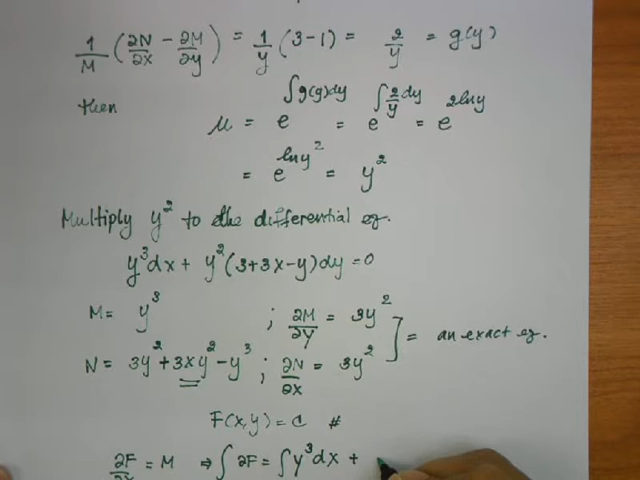 1/M (∂N/∂x - ∂M/∂y) = 1/y (3-1) = 2/y = g(y)
then
μ = e^∫g(y)dy = e^∫2/y dy = e^2lny
= e^lny² = y²
Multiply y² to the differential eq.
y³dx + y²(3+3x-y)dy = 0
M = y³ ; ∂M/∂y = 3y²
] = an exact eq.
N = 3y² + 3xy² - y³ ; ∂N/∂x = 3y²
F(x,y) = C #
∂F/∂x = M ⇒ ∫∂F = ∫y³dx +